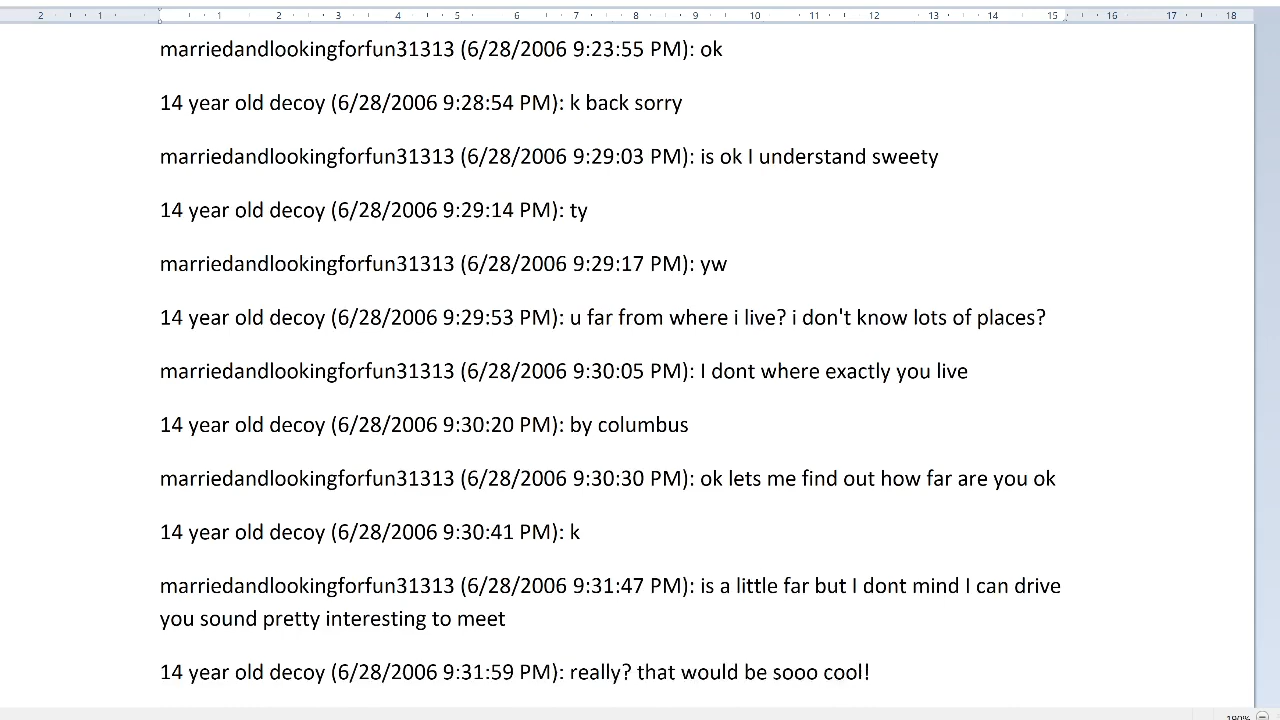 2 1 1 2 3 4 5 6 7 8 9 10 11 12 13 14 15 16 17 18
marriedandlookingforfun31313 (6/28/2006 9:23:55 PM): ok
14 year old decoy (6/28/2006 9:28:54 PM): k back sorry
marriedandlookingforfun31313 (6/28/2006 9:29:03 PM): is ok I understand sweety
14 year old decoy (6/28/2006 9:29:14 PM): ty
marriedandlookingforfun31313 (6/28/2006 9:29:17 PM): yw
14 year old decoy (6/28/2006 9:29:53 PM): u far from where i live? i don't know lots of places?
marriedandlookingforfun31313 (6/28/2006 9:30:05 PM): I dont where exactly you live
14 year old decoy (6/28/2006 9:30:20 PM): by columbus
marriedandlookingforfun31313 (6/28/2006 9:30:30 PM): ok lets me find out how far are you ok
14 year old decoy (6/28/2006 9:30:41 PM): k
marriedandlookingforfun31313 (6/28/2006 9:31:47 PM): is a little far but I dont mind I can drive
you sound pretty interesting to meet
14 year old decoy (6/28/2006 9:31:59 PM): really? that would be sooo cool!
190%